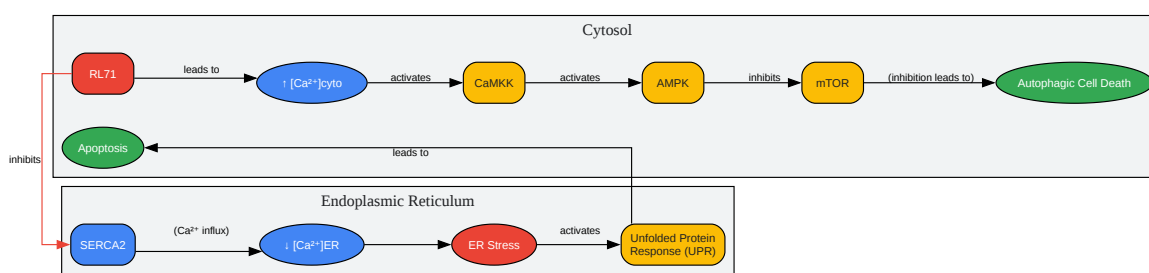 Cytosol
RL71
leads to
↑ [Ca²⁺]cyto
activates
CaMKK
activates
AMPK
inhibits
mTOR
(inhibition leads to)
Autophagic Cell Death
Apoptosis
leads to
inhibits
Endoplasmic Reticulum
SERCA2
(Ca²⁺ influx)
↓ [Ca²⁺]ER
ER Stress
activates
Unfolded Protein
Response (UPR)